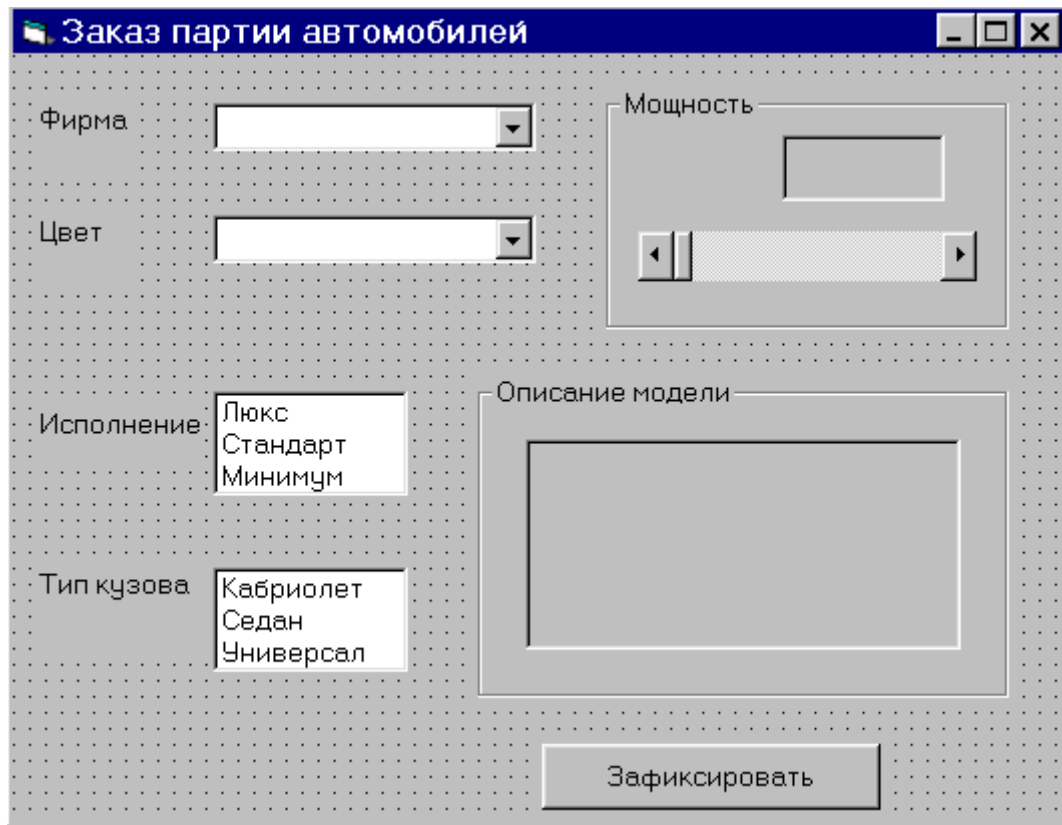 Заказ партии автомобилей
Фирма
Мощность
Цвет
Исполнение
Люкс
Стандарт
Минимум
Описание модели
Тип кузова
Кабриолет
Седан
Универсал
Зафиксировать